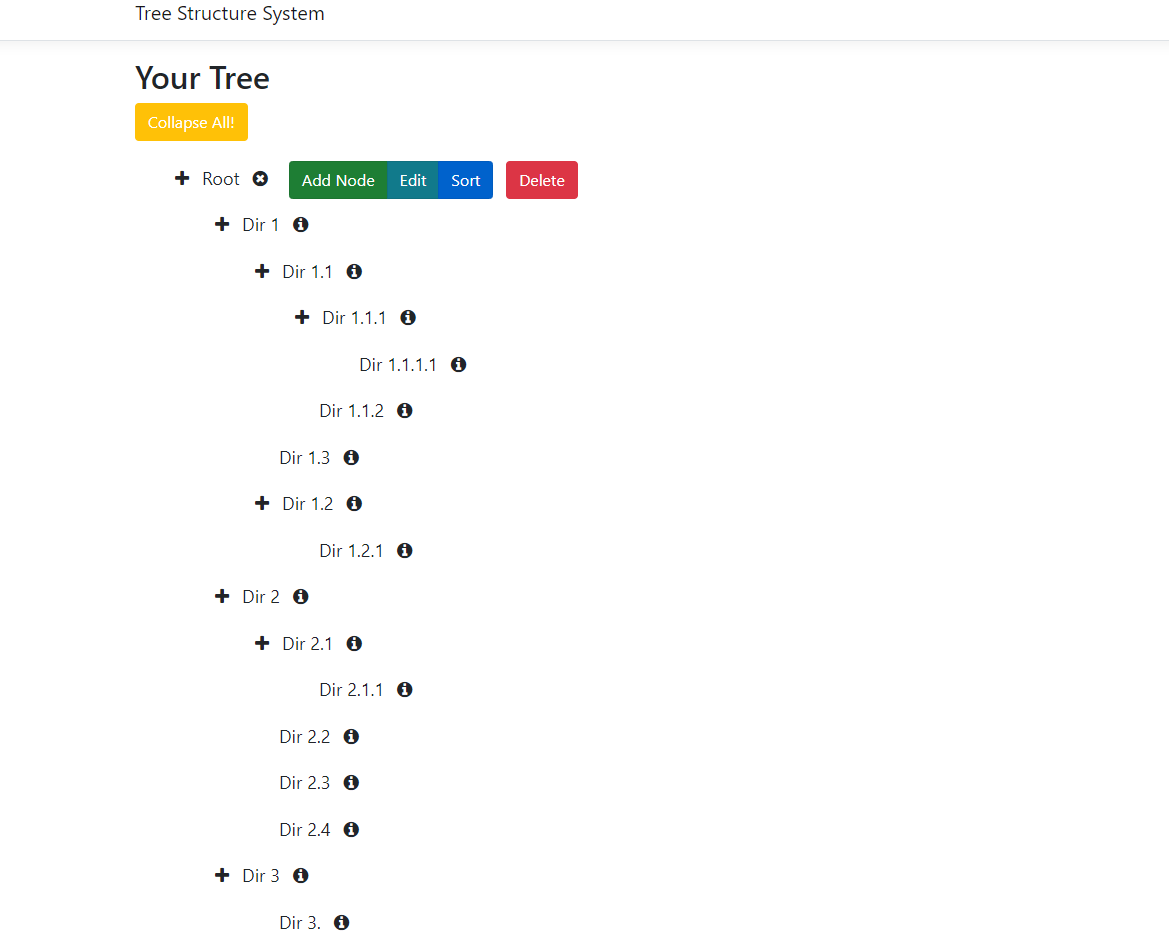 Tree Structure System
Your Tree
Collapse All!
Root Add Node Edit Sort Delete
Dir 1
Dir 1.1
Dir 1.1.1
Dir 1.1.1.1
Dir 1.1.2
Dir 1.3
Dir 1.2
Dir 1.2.1
Dir 2
Dir 2.1
Dir 2.1.1
Dir 2.2
Dir 2.3
Dir 2.4
Dir 3
Dir 3.